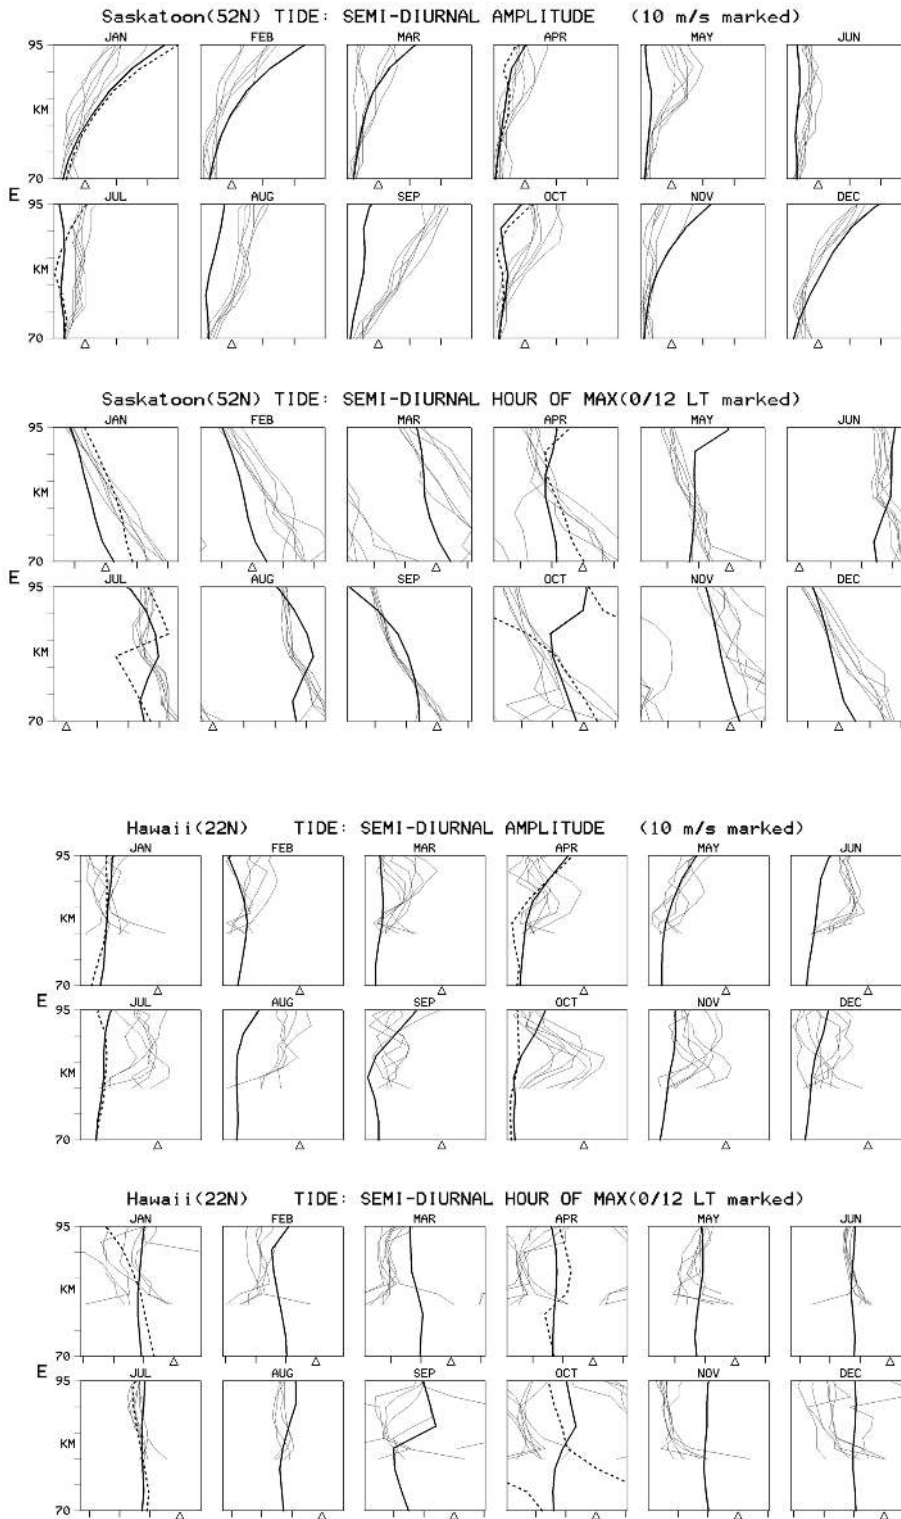 Saskatoon(52N) TIDE: SEMI-DIURNAL AMPLITUDE (10 m/s marked)
JAN FEB MAR APR MAY JUN
95
KM
70
E
JUL AUG SEP OCT NOV DEC
95
KM
70
Saskatoon(52N) TIDE: SEMI-DIURNAL HOUR OF MAX(0/12 LT marked)
JAN FEB MAR APR MAY JUN
95
KM
70
E
JUL AUG SEP OCT NOV DEC
95
KM
70
Hawaii(22N) TIDE: SEMI-DIURNAL AMPLITUDE (10 m/s marked)
JAN FEB MAR APR MAY JUN
95
KM
70
E
JUL AUG SEP OCT NOV DEC
95
KM
70
Hawaii(22N) TIDE: SEMI-DIURNAL HOUR OF MAX(0/12 LT marked)
JAN FEB MAR APR MAY JUN
95
KM
70
E
JUL AUG SEP OCT NOV DEC
95
KM
70